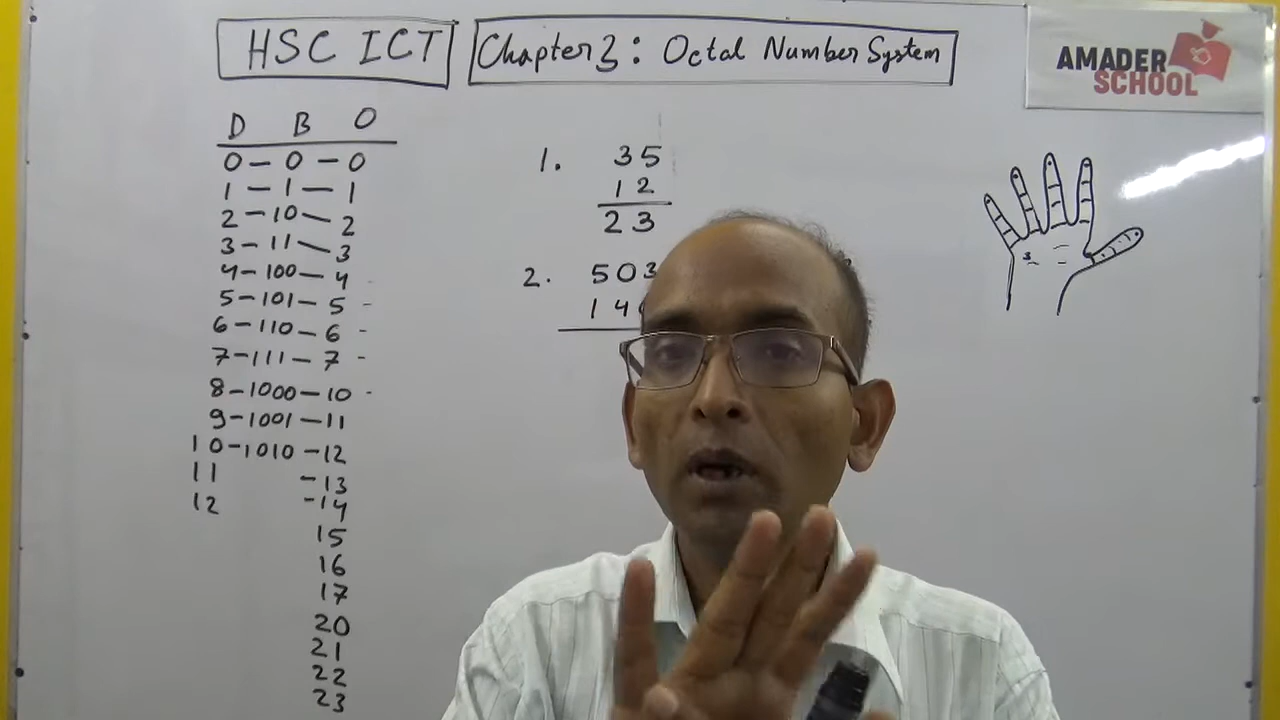 HSC ICT
Chapter 3: Octal Number System
AMADER
SCHOOL
D B O
0 – 0 – 0
1 – 1 – 1
2 – 10 – 2
3 – 11 – 3
4 – 100 – 4
5 – 101 – 5
6 – 110 – 6
7 – 111 – 7
8 – 1000 – 10
9 – 1001 – 11
10 – 1010 – 12
11 – 13
12 – 14
15
16
17
20
21
22
23
1. 35
12
23
2. 503
14